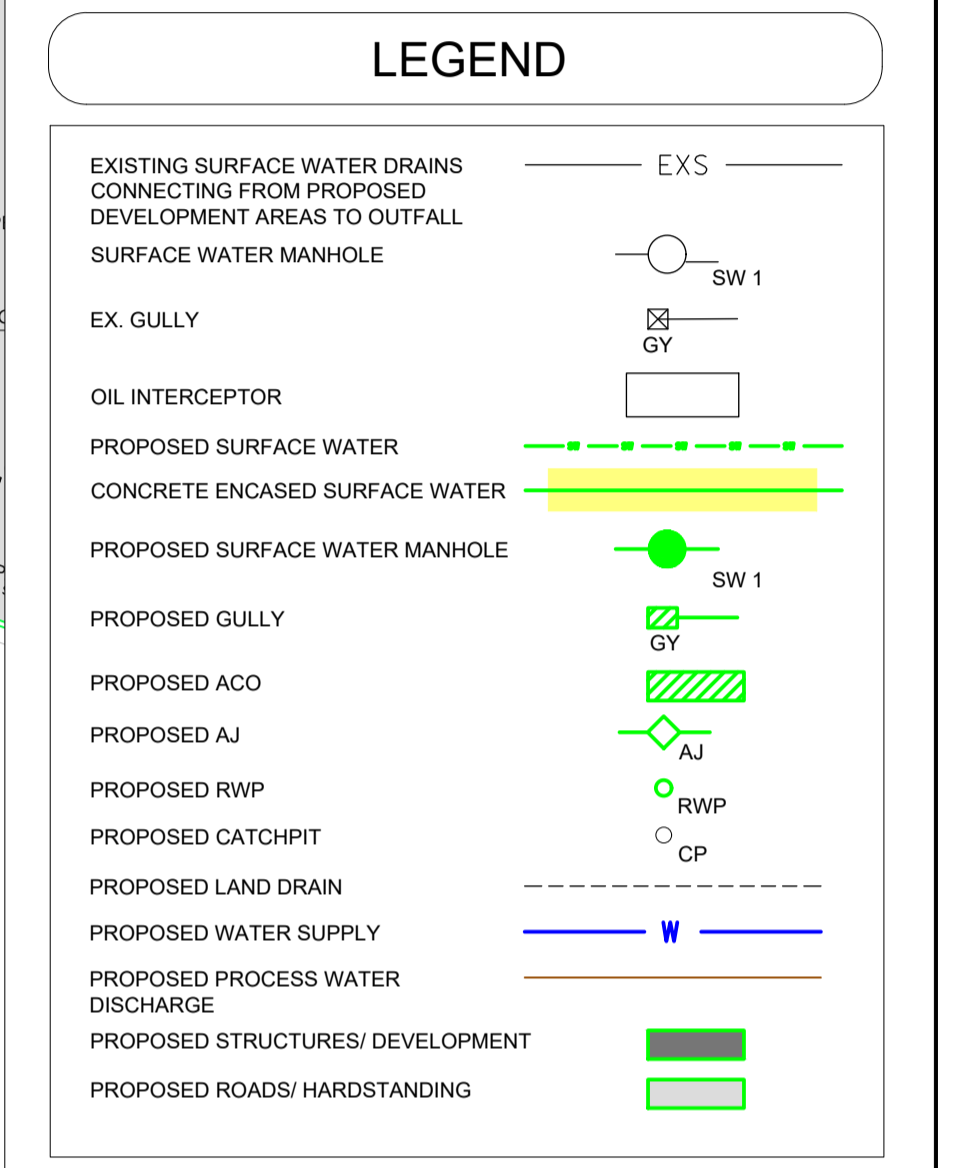 LEGEND
EXISTING SURFACE WATER DRAINS
CONNECTING FROM PROPOSED
DEVELOPMENT AREAS TO OUTFALL
EXS
SURFACE WATER MANHOLE
SW 1
EX. GULLY
GY
OIL INTERCEPTOR
PROPOSED SURFACE WATER
CONCRETE ENCASED SURFACE WATER
PROPOSED SURFACE WATER MANHOLE
SW 1
PROPOSED GULLY
GY
PROPOSED ACO
PROPOSED AJ
AJ
PROPOSED RWP
RWP
PROPOSED CATCHPIT
CP
PROPOSED LAND DRAIN
PROPOSED WATER SUPPLY
W
PROPOSED PROCESS WATER
DISCHARGE
PROPOSED STRUCTURES/ DEVELOPMENT
PROPOSED ROADS/ HARDSTANDING